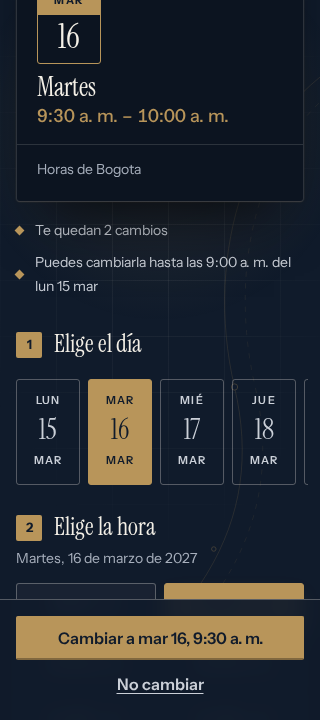 MAR
16
Martes
9:30 a. m. – 10:00 a. m.
Horas de Bogota
Te quedan 2 cambios
Puedes cambiarla hasta las 9:00 a. m. del
lun 15 mar
1 Elige el día
LUN MAR MIÉ JUE
15 16 17 18
MAR MAR MAR MAR
2 Elige la hora
Martes, 16 de marzo de 2027
Cambiar a mar 16, 9:30 a. m.
No cambiar